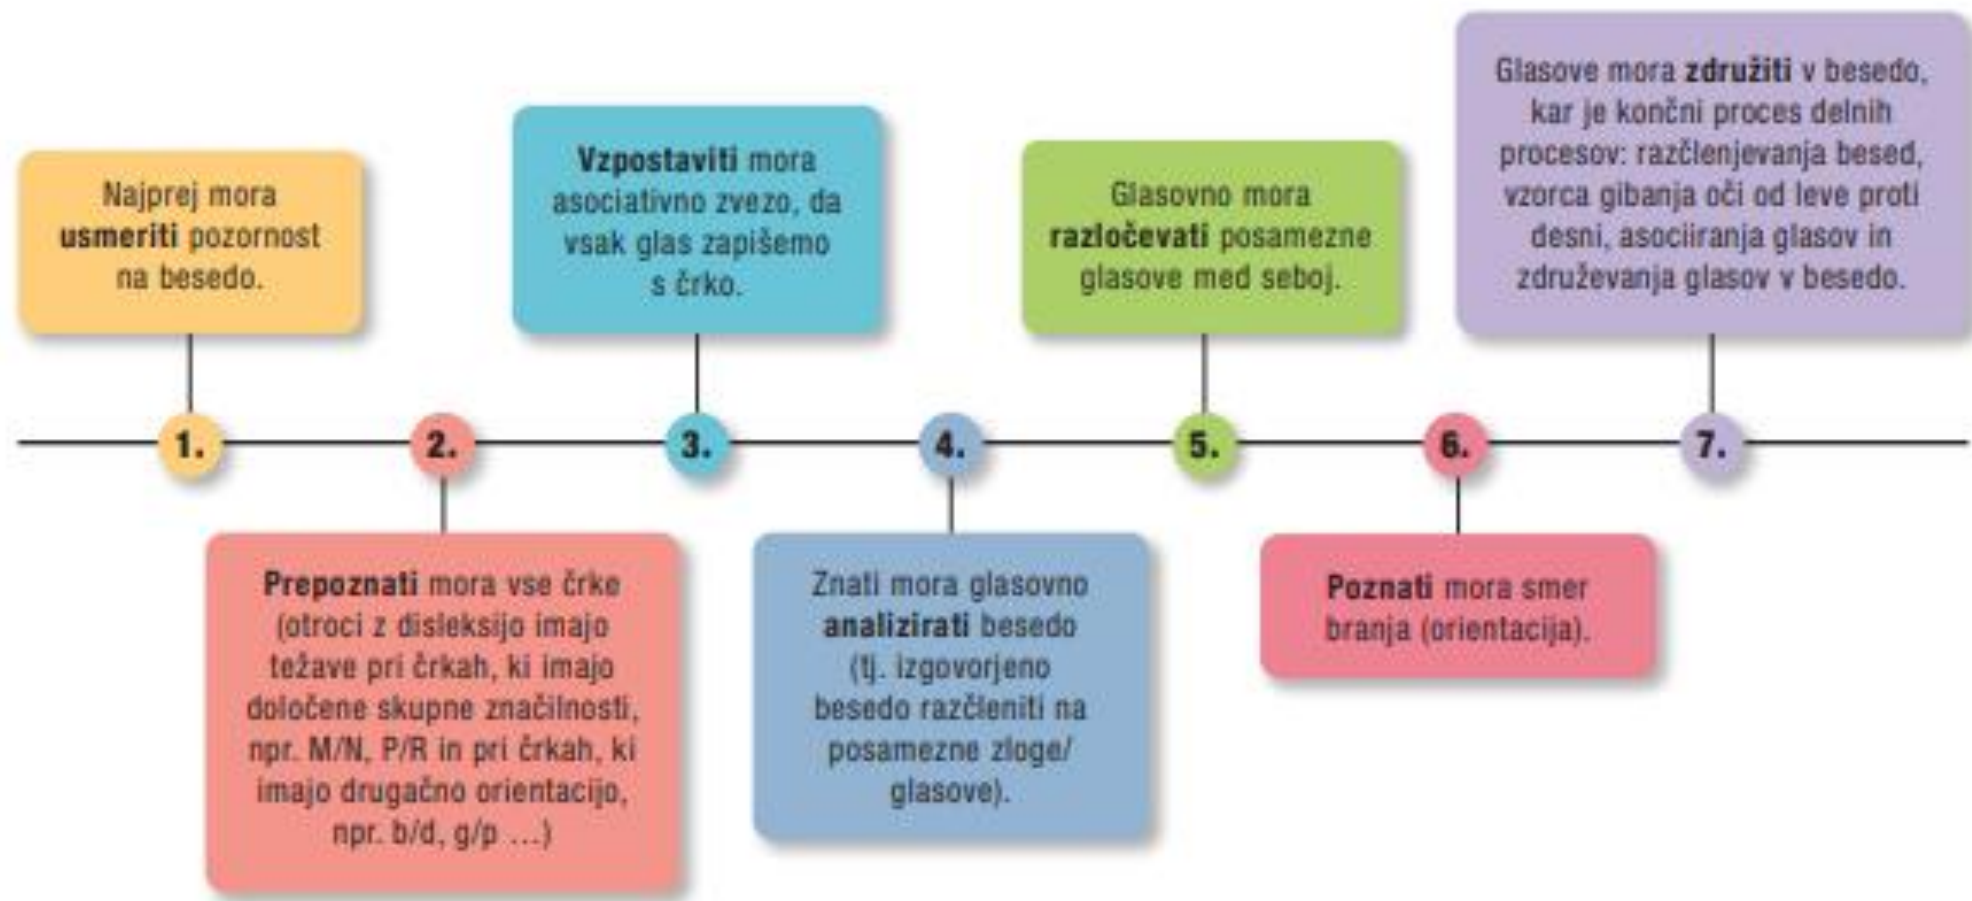 Najprej mora
usmeriti pozornost
na besedo.
1.
Prepoznati mora vse črke
(otroci z disleksijo imajo
težave pri črkah, ki imajo
določene skupne značilnosti,
npr. M/N, P/R in pri črkah, ki
imajo drugačno orientacijo,
npr. b/d, g/p ...)
2.
Vzpostaviti mora
asociativno zvezo, da
vsak glas zapišemo
s črko.
3.
Znati mora glasovno
analizirati besedo
(tj. izgovorjeno
besedo razčleniti na
posamezne zloge/
glasove).
4.
Glasovno mora
razločevati posamezne
glasove med seboj.
5.
Poznati mora smer
branja (orientacija).
6.
Glasove mora združiti v besedo,
kar je končni proces delnih
procesov: razčlenjevanja besed,
vzorca gibanja oči od leve proti
desni, asociiranja glasov in
združevanja glasov v besedo.
7.